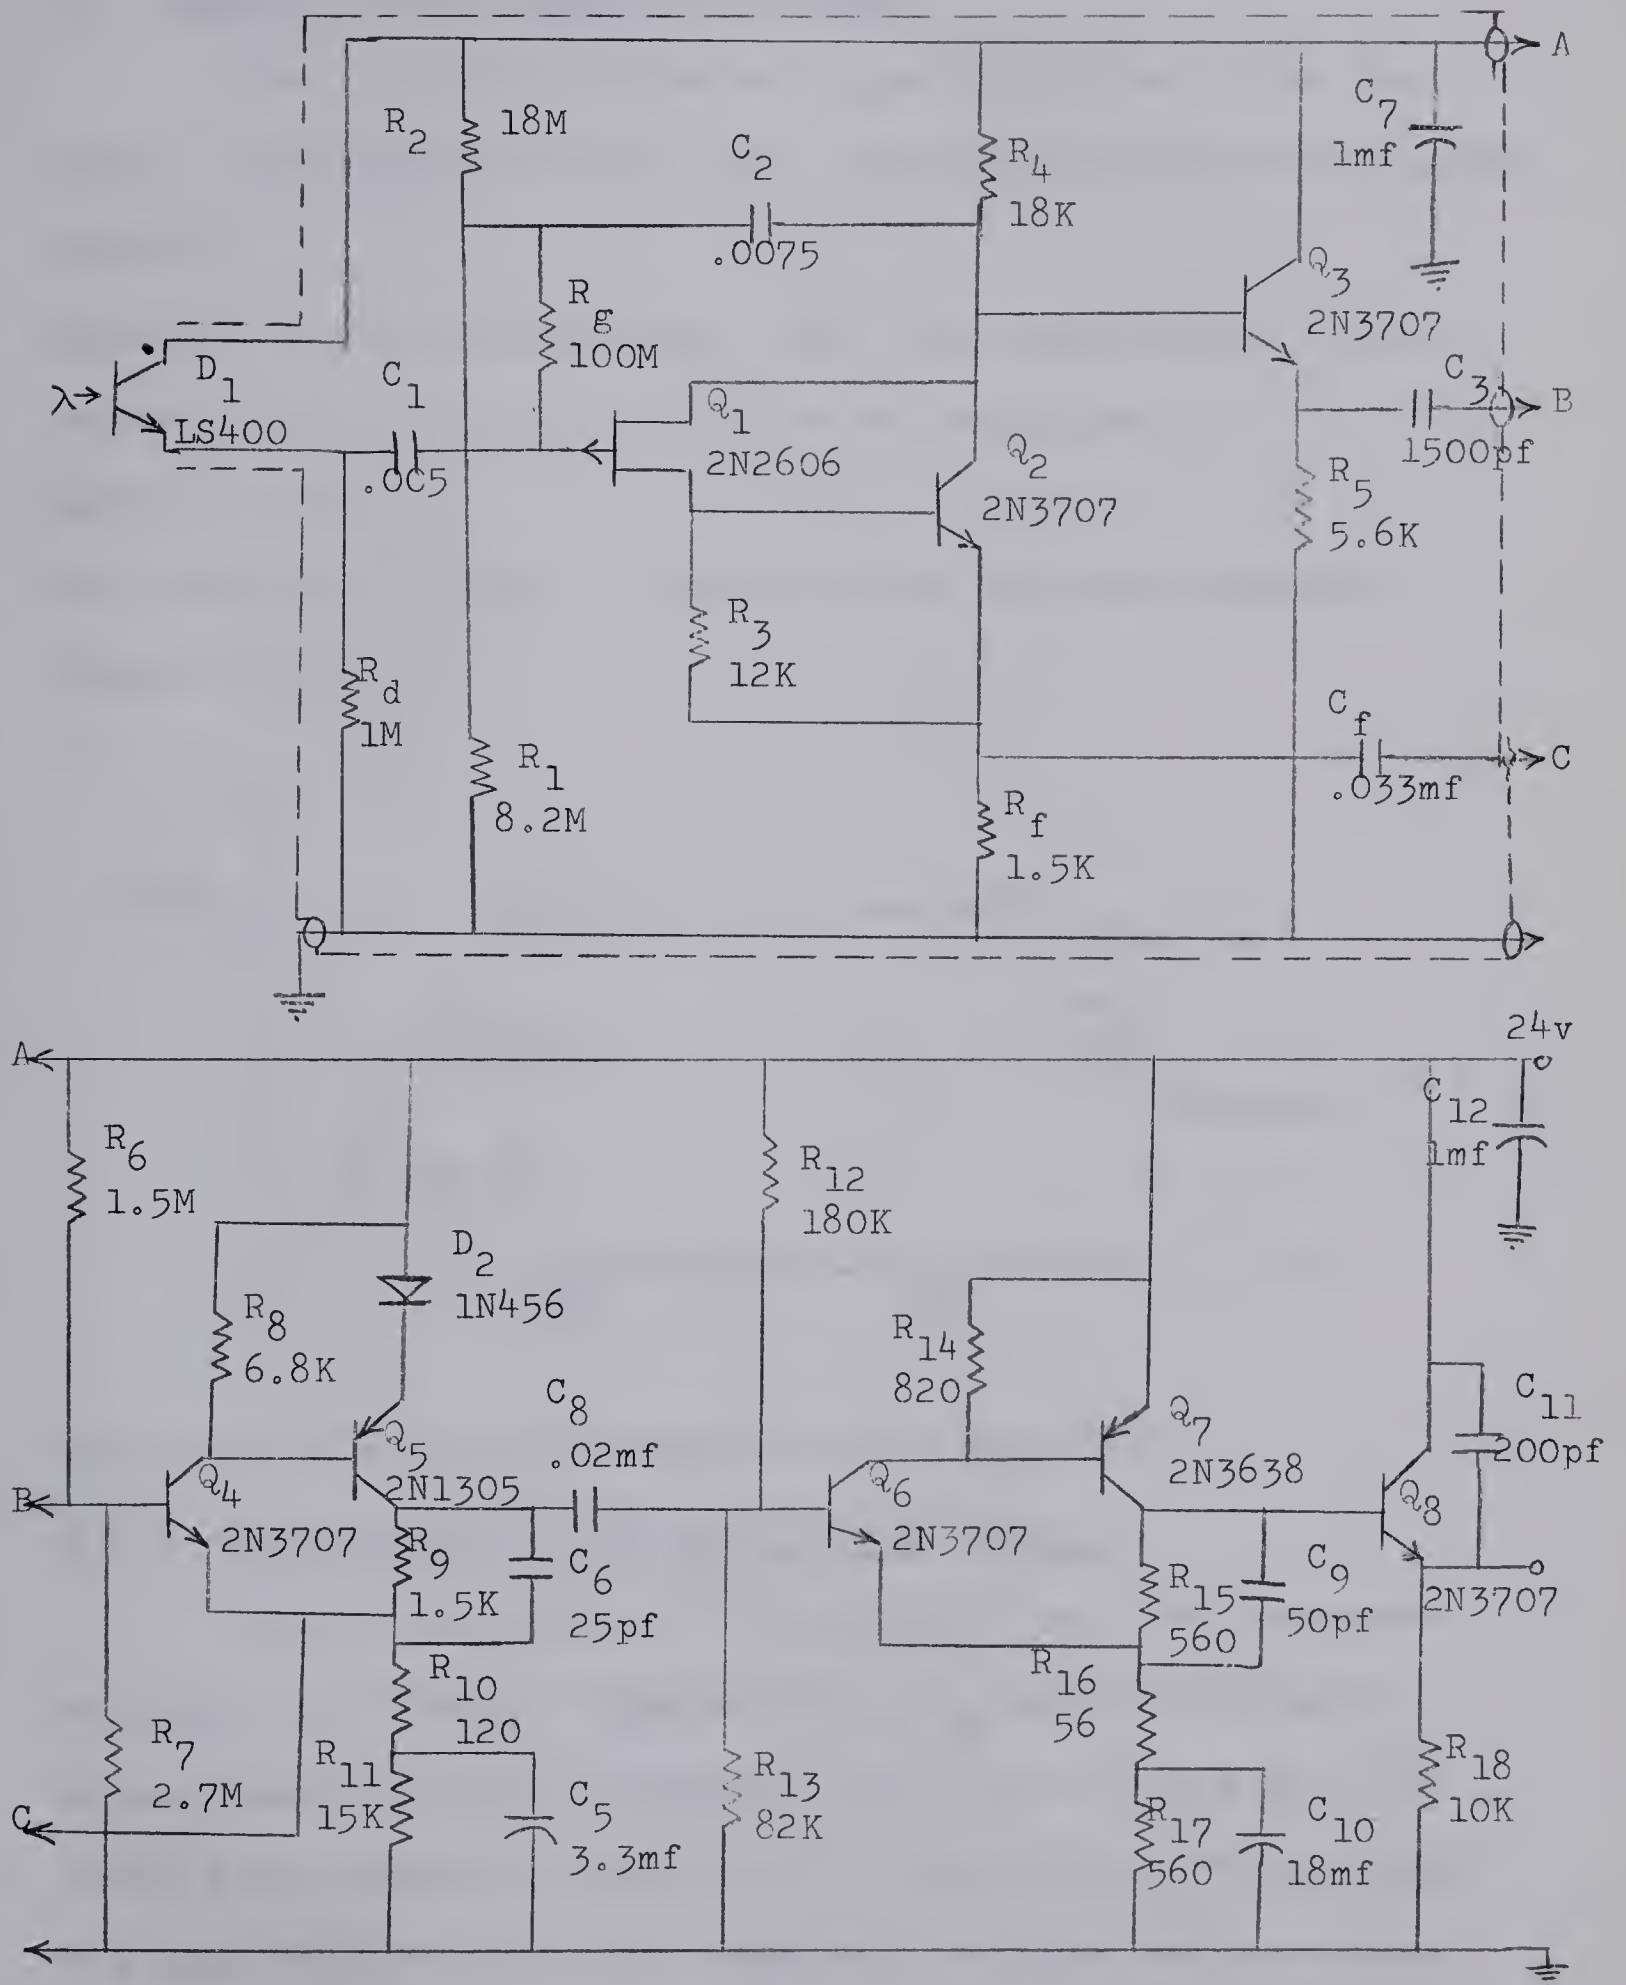 A
R2 18M
C2
.0075
R4
18K
C7
1mf
Rg
100M
Q3
2N3707
λ→
D1
LS400
C1
.005
Q1
2N2606
Q2
2N3707
C3
B
1500pf
R5
5.6K
R3
12K
Rd
1M
R1
8.2M
Cf
C
.033mf
Rf
1.5K
24v
A
C12
1mf
R6
1.5M
R12
180K
D2
1N456
R8
6.8K
R14
820
C8
.02mf
C11
200pf
Q5
2N1305
Q7
2N3638
B
Q4
2N3707
Q6
2N3707
Q8
2N3707
R9
1.5K
C6
25pf
R15
560
C9
50pf
R10
120
R16
56
R7
2.7M
R11
15K
C5
3.3mf
R13
82K
R17
560
C10
18mf
R18
10K
C